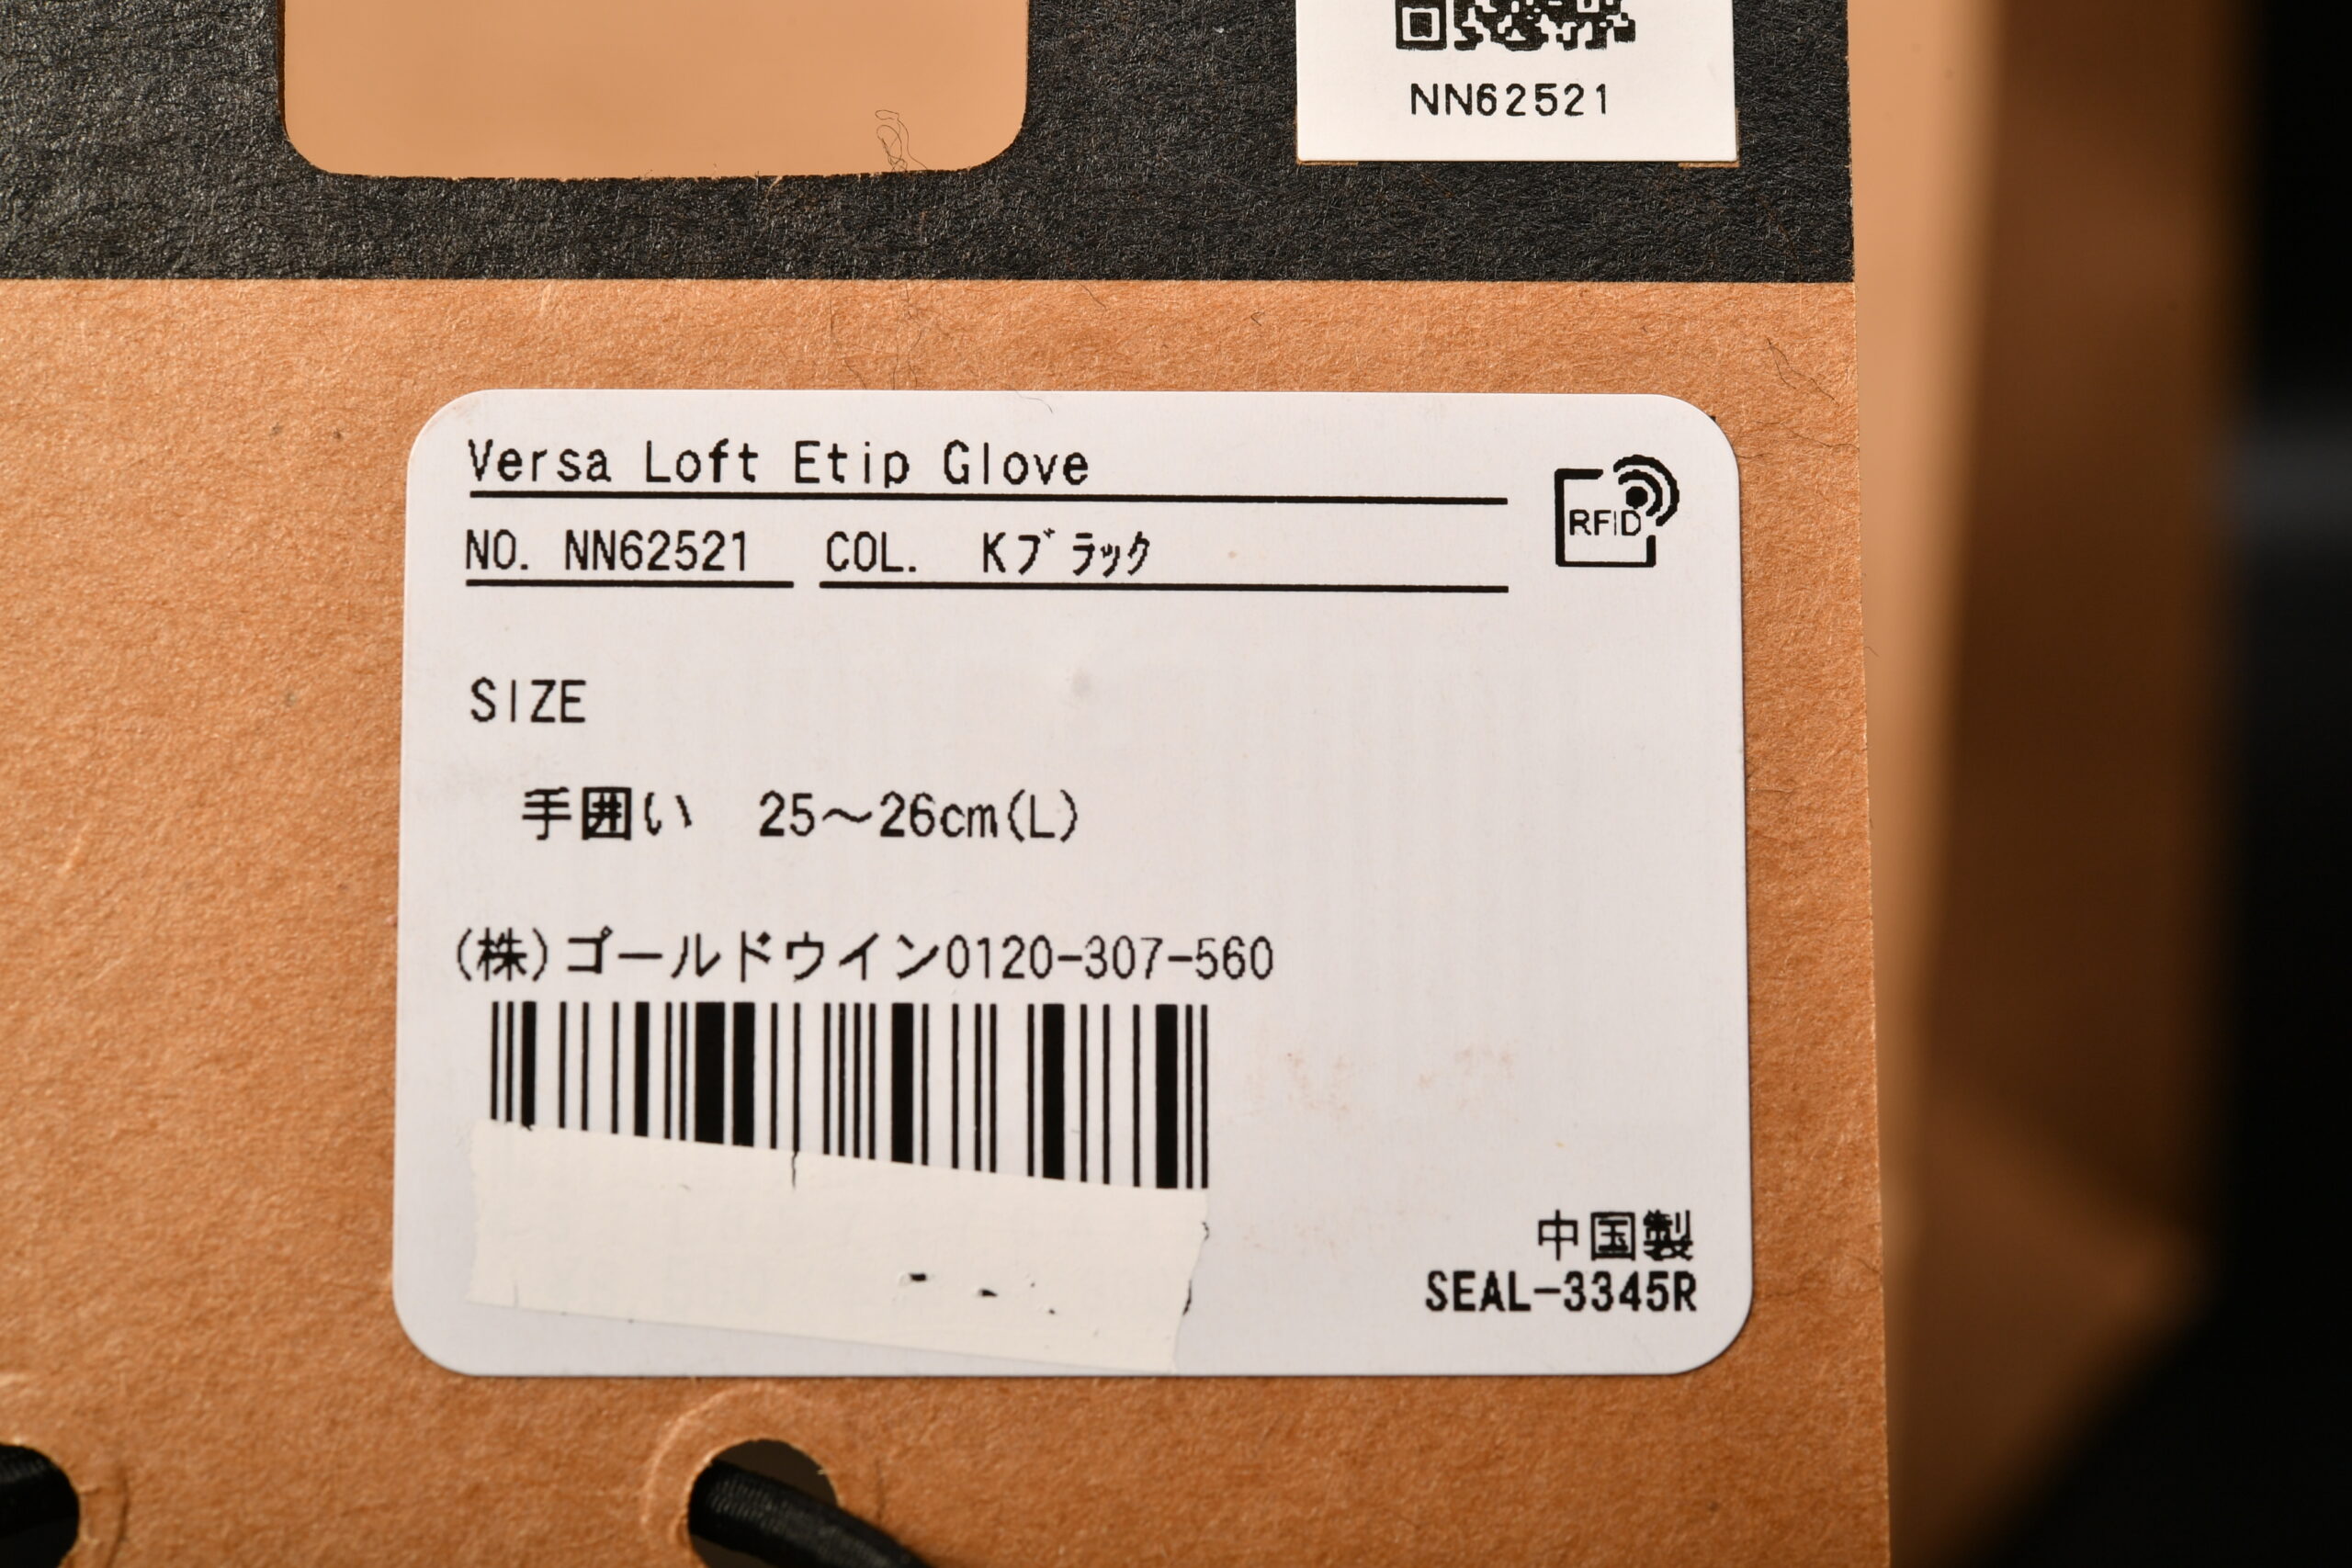 NN62521
Versa Loft Etip Glove
RFID
NO. NN62521 COL. Kブラック
SIZE
手囲い 25～26cm(L)
(株)ゴールドウイン0120-307-560
中国製
SEAL-3345R